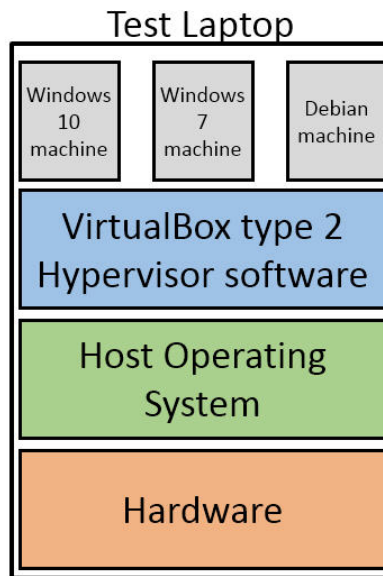 Test Laptop
Windows
10
machine
Windows
7
machine
Debian
machine
VirtualBox type 2
Hypervisor software
Host Operating
System
Hardware